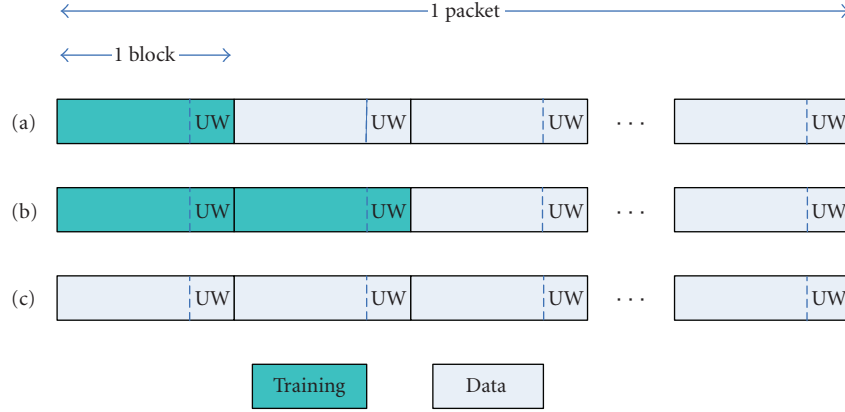 1 packet
1 block
(a) UW UW UW · · · UW
(b) UW UW UW · · · UW
(c) UW UW UW · · · UW
Training Data